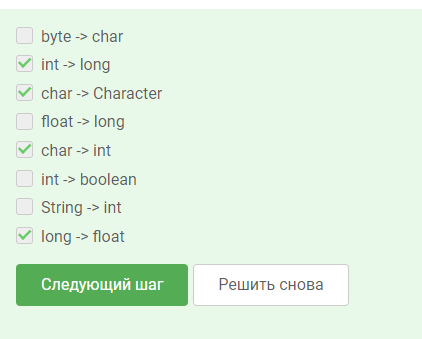 byte -> char
int -> long
char -> Character
float -> long
char -> int
int -> boolean
String -> int
long -> float
Следующий шаг Решить снова